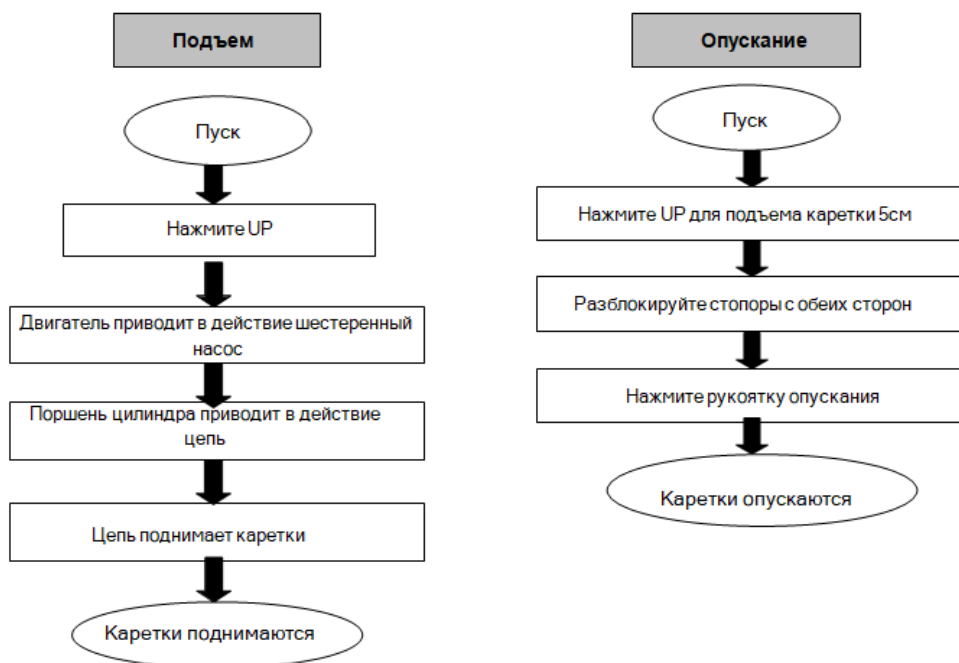 Подъем
Пуск
Нажмите UP
Двигатель приводит в действие шестеренный
насос
Поршень цилиндра приводит в действие
цепь
Цепь поднимает каретки
Каретки поднимаются
Опускание
Пуск
Нажмите UP для подъема каретки 5см
Разблокируйте стопоры с обеих сторон
Нажмите рукоятку опускания
Каретки опускаются